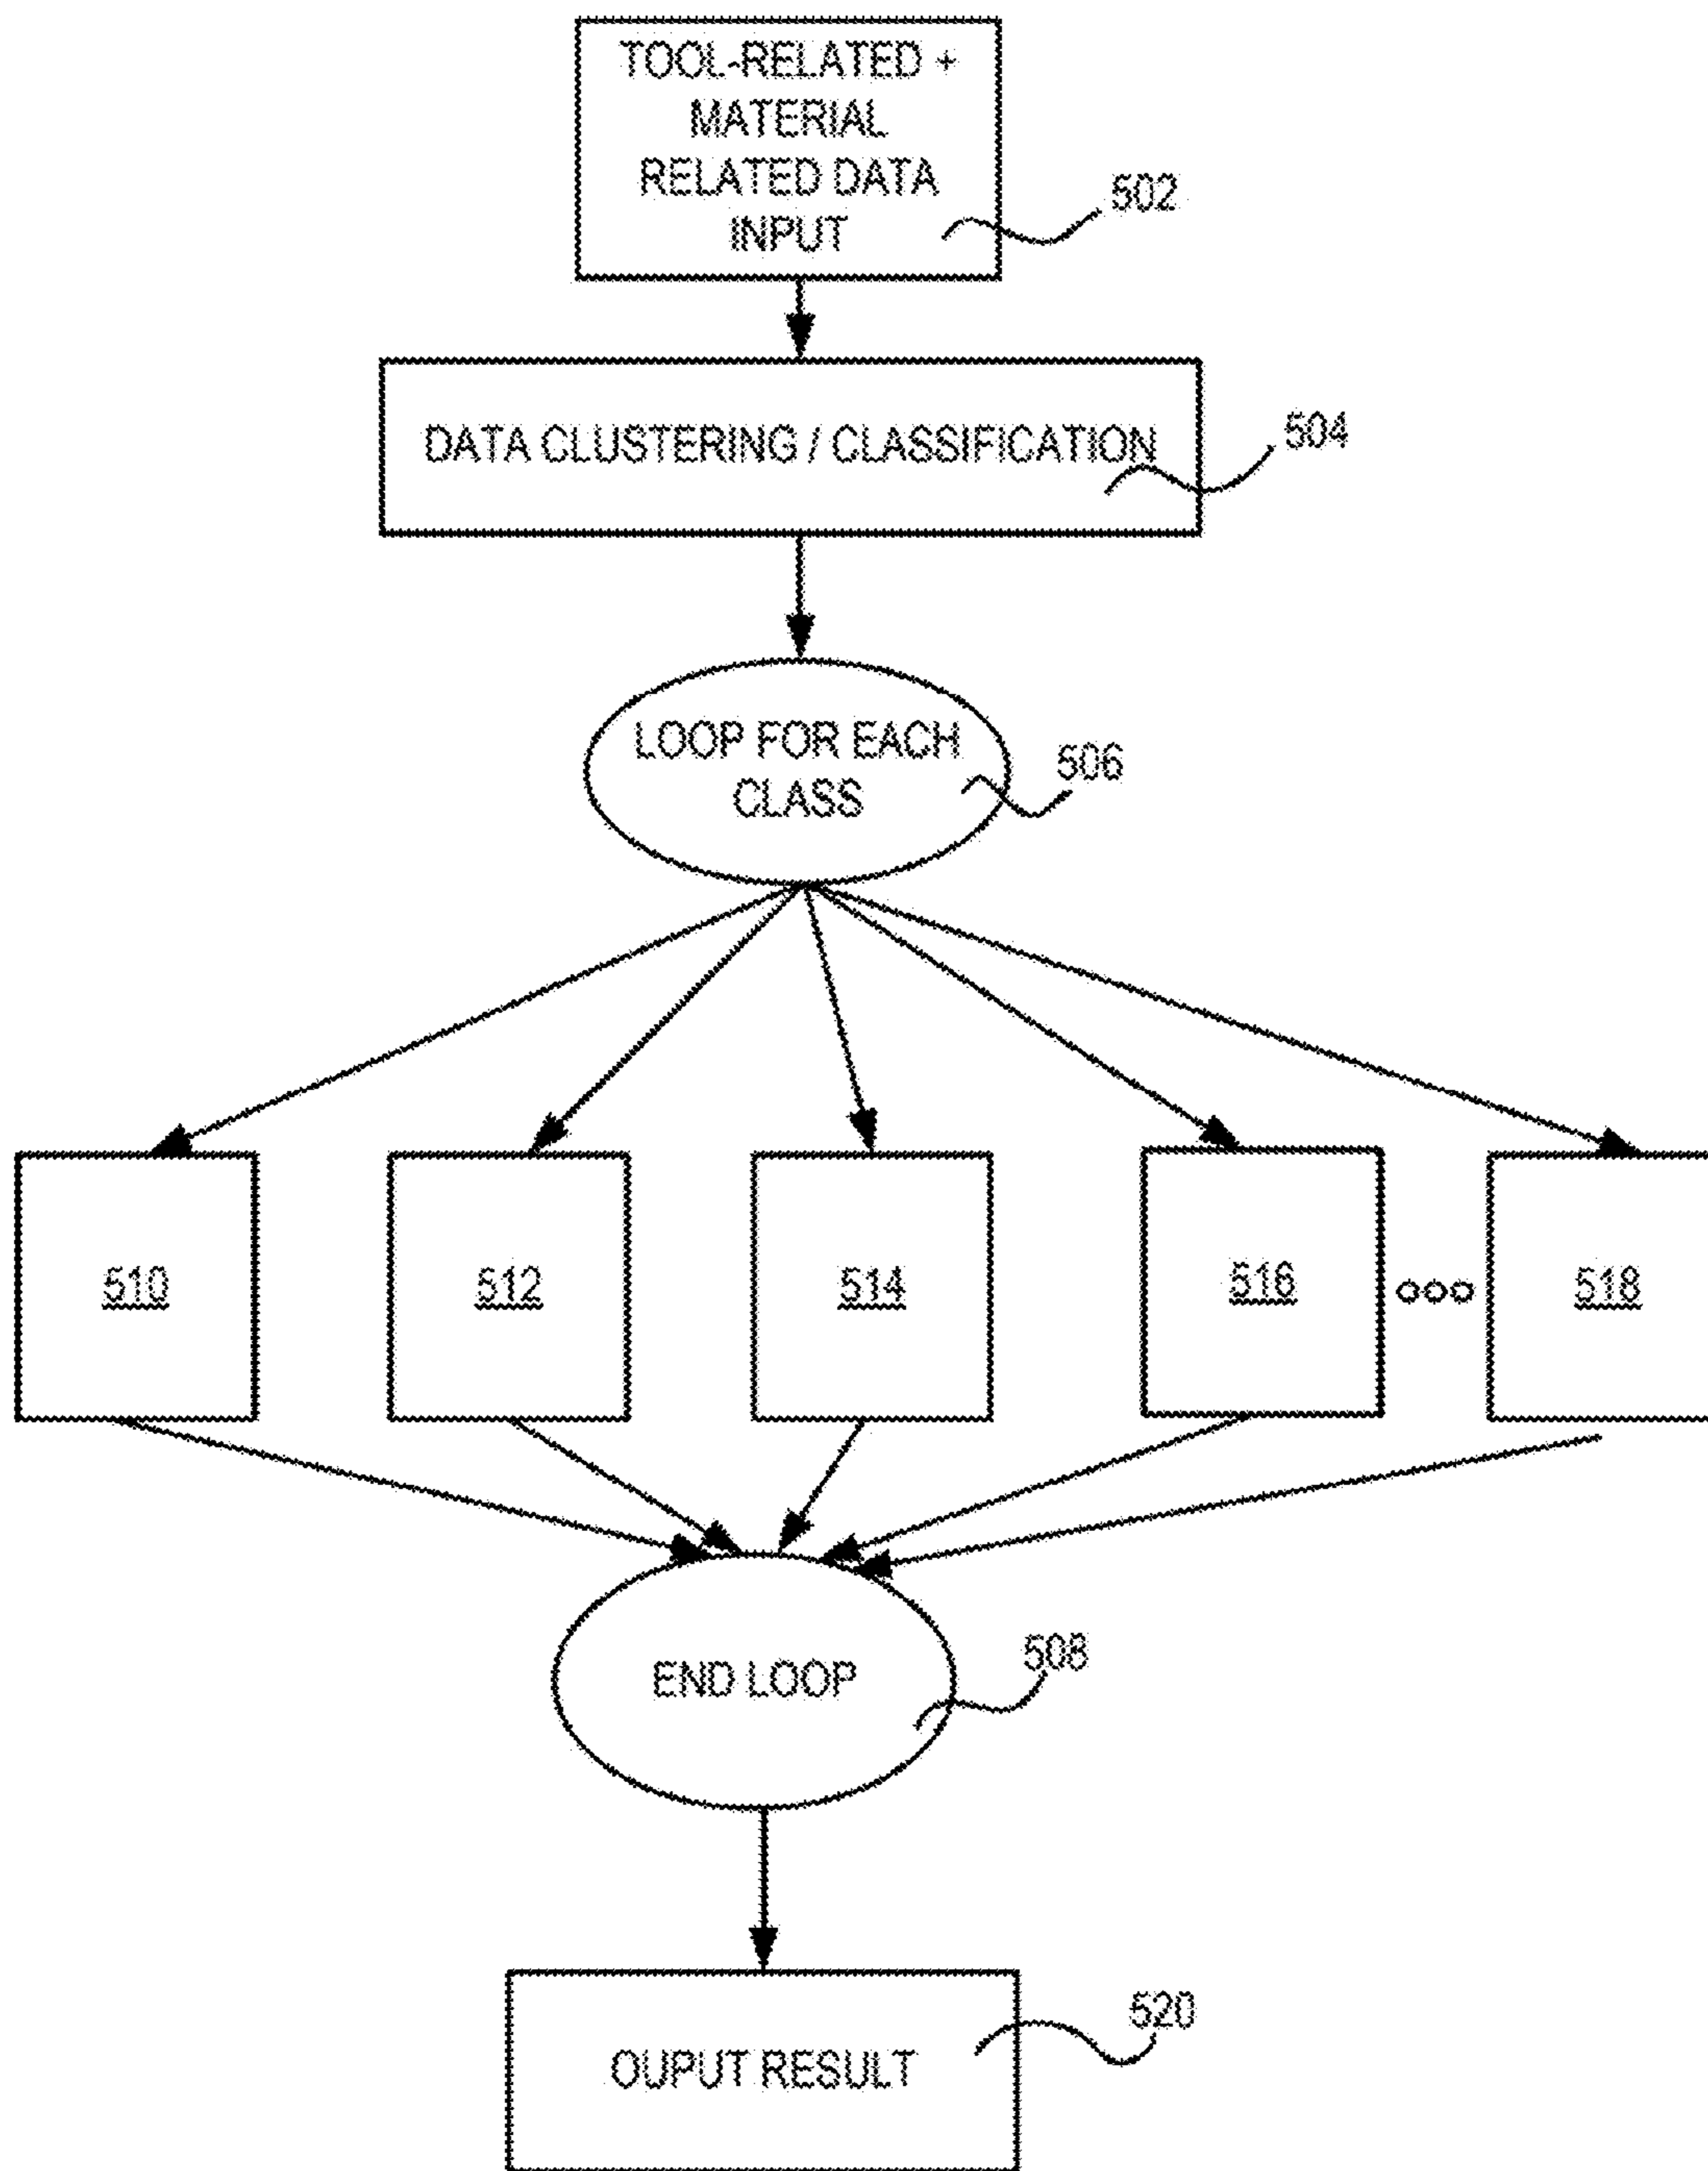 TOOL-RELATED +
MATERIAL
RELATED DATA
INPUT
502
DATA CLUSTERING / CLASSIFICATION
504
LOOP FOR EACH
CLASS
506
510
512
514
516
518
END LOOP
508
OUPUT RESULT
520